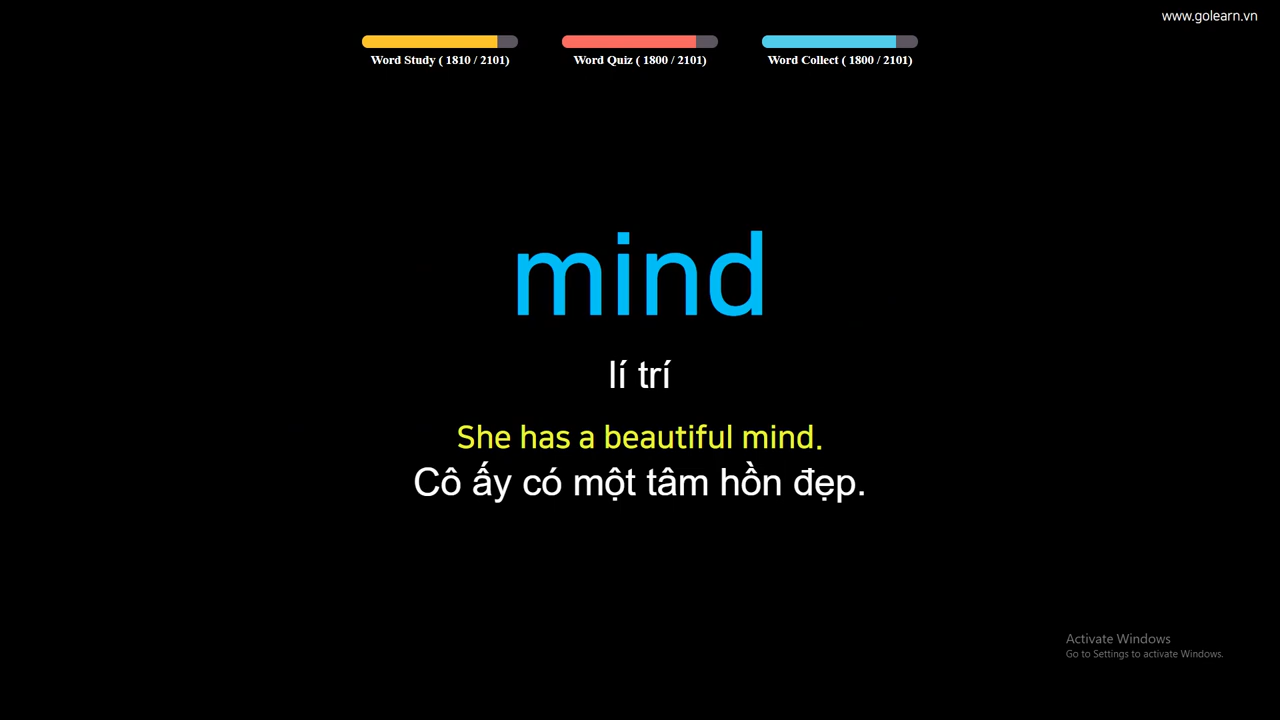 www.golearn.vn
Word Study ( 1810 / 2101)
Word Quiz ( 1800 / 2101)
Word Collect ( 1800 / 2101)
mind
lí trí
She has a beautiful mind.
Cô ấy có một tâm hồn đẹp.
Activate Windows
Go to Settings to activate Windows.